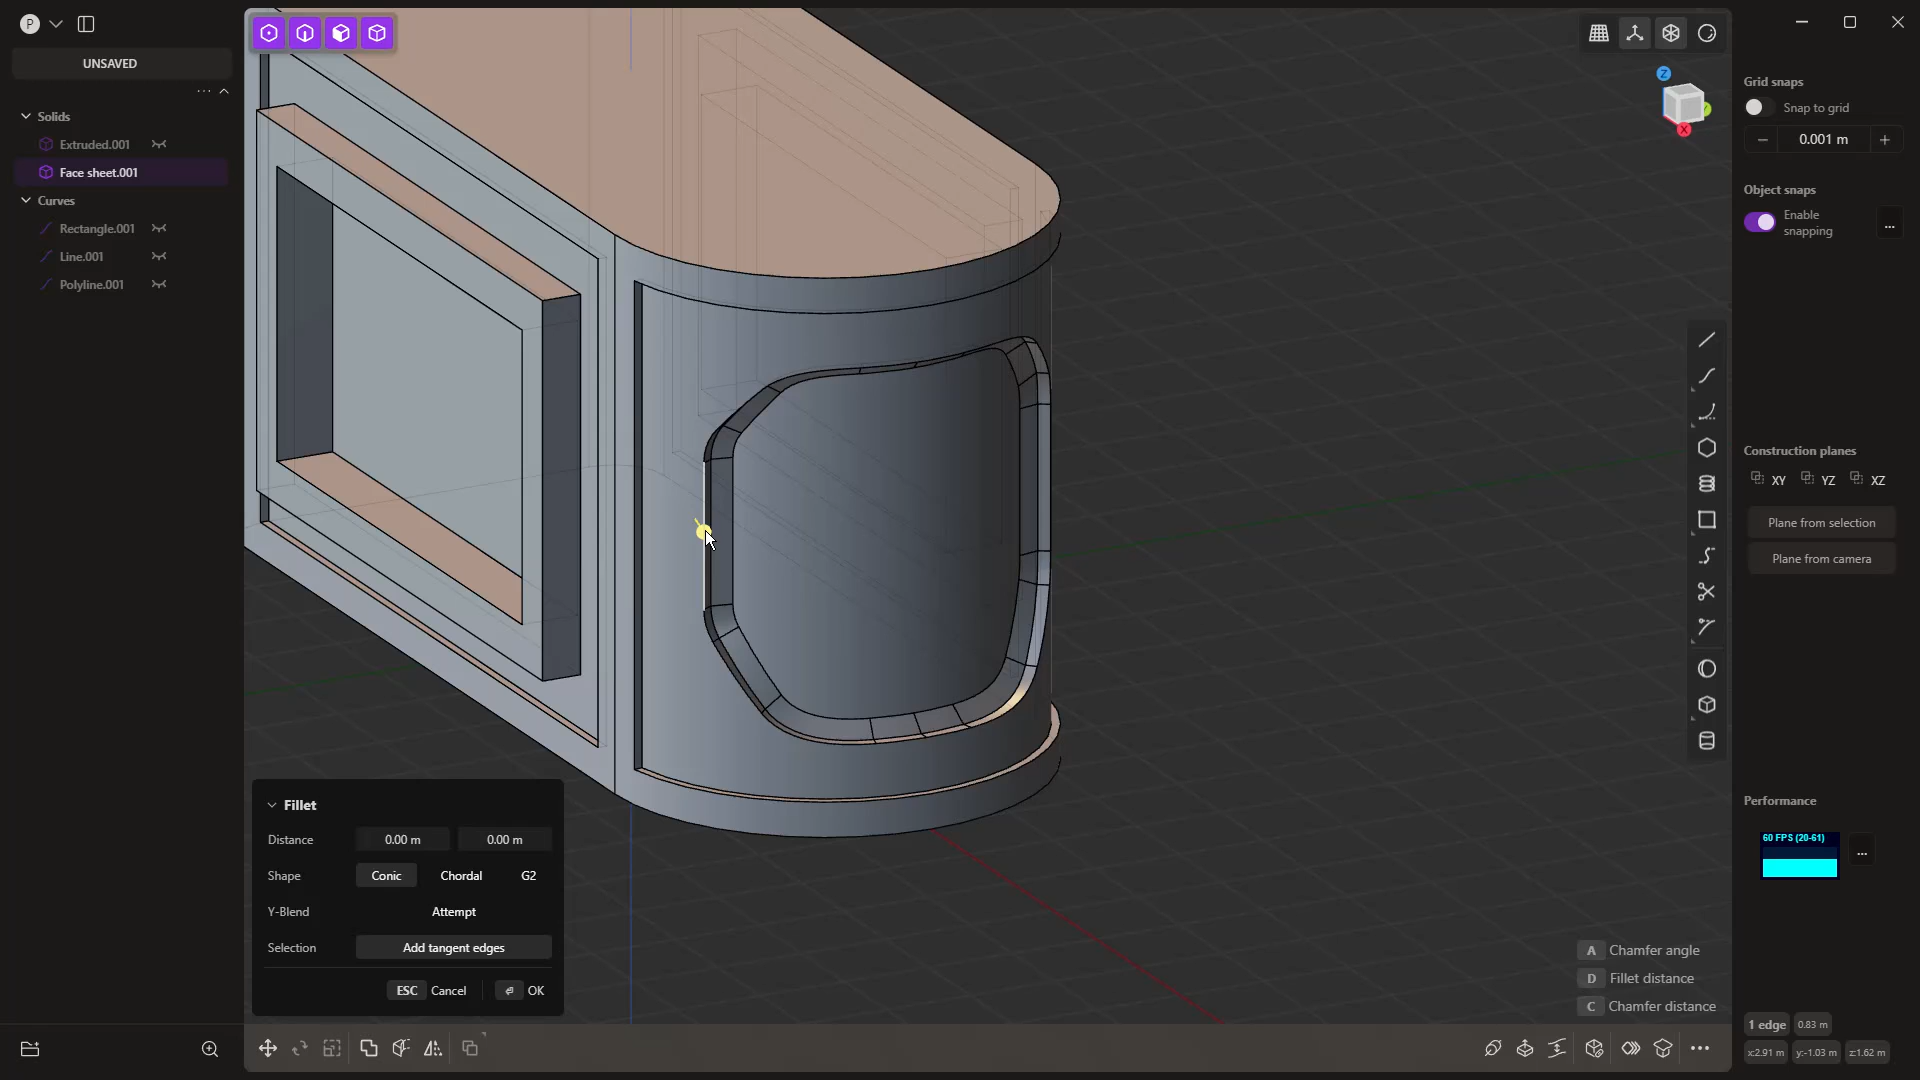 P
UNSAVED
Solids
Extruded.001
Face sheet.001
Curves
Rectangle.001
Line.001
Polyline.001
Z
X
Grid snaps
Snap to grid
0.001 m
Object snaps
Enable snapping
Construction planes
XY YZ XZ
Plane from selection
Plane from camera
Performance
60 FPS (20-61)
Fillet
Distance 0.00 m 0.00 m
Shape Conic Chordal G2
Y-Blend Attempt
Selection Add tangent edges
ESC Cancel OK
A Chamfer angle
D Fillet distance
C Chamfer distance
1 edge 0.83 m
x:2.91 m y:-1.03 m z:1.62 m